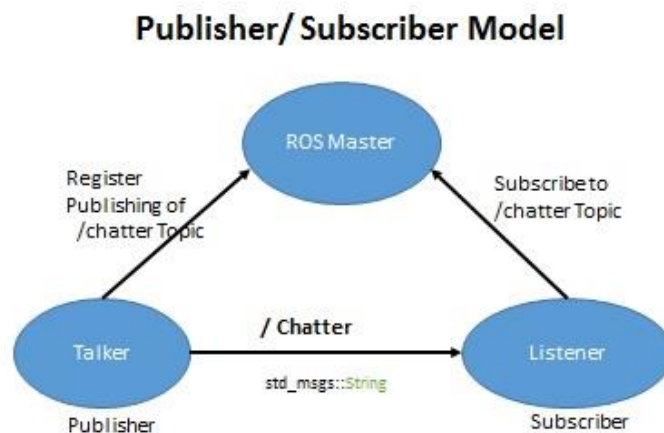 Publisher/ Subscriber Model
ROS Master
Register
Publishing of
/chatter Topic
Subscribe to
/chatter Topic
/ Chatter
Talker
Listener
std_msgs::String
Publisher
Subscriber